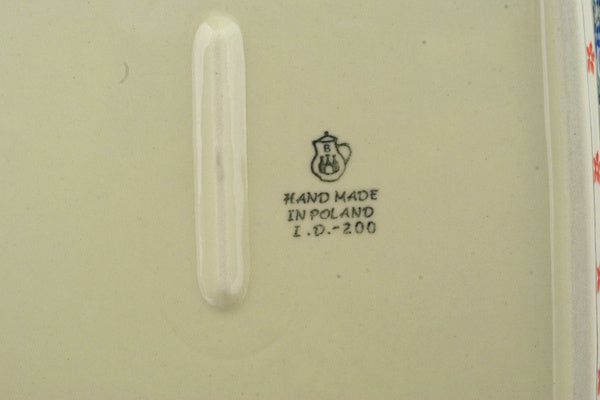 B
HAND MADE
IN POLAND
I.D.-200